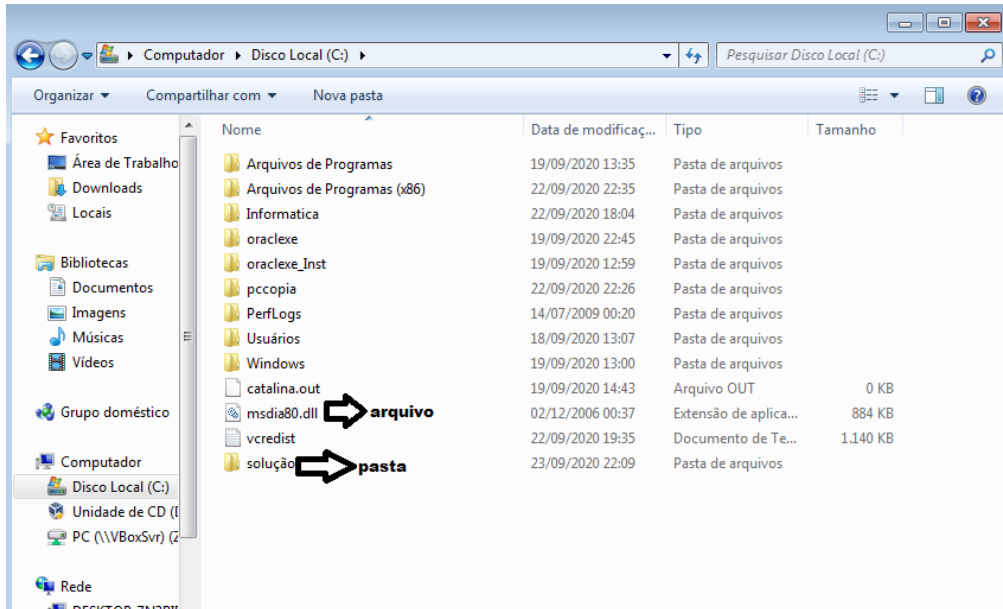 Computador Disco Local (C:)
Pesquisar Disco Local (C:)
Organizar Compartilhar com Nova pasta
Favoritos
Área de Trabalho
Downloads
Locais
Bibliotecas
Documentos
Imagens
Músicas
Vídeos
Grupo doméstico
Computador
Disco Local (C:)
Unidade de CD (
PC (\\VBoxSvr) (
Rede
Nome Data de modificaç... Tipo Tamanho
Arquivos de Programas 19/09/2020 13:35 Pasta de arquivos
Arquivos de Programas (x86) 22/09/2020 22:35 Pasta de arquivos
Informatica 22/09/2020 18:04 Pasta de arquivos
oraclexe 19/09/2020 22:45 Pasta de arquivos
oraclexe_Inst 19/09/2020 12:59 Pasta de arquivos
pccopia 22/09/2020 22:26 Pasta de arquivos
PerfLogs 14/07/2009 00:20 Pasta de arquivos
Usuários 18/09/2020 13:07 Pasta de arquivos
Windows 19/09/2020 13:00 Pasta de arquivos
catalina.out 19/09/2020 14:43 Arquivo OUT 0 KB
msdia80.dll arquivo 02/12/2006 00:37 Extensão de aplica... 884 KB
vcredist 22/09/2020 19:35 Documento de Te... 1.140 KB
solução pasta 23/09/2020 22:09 Pasta de arquivos